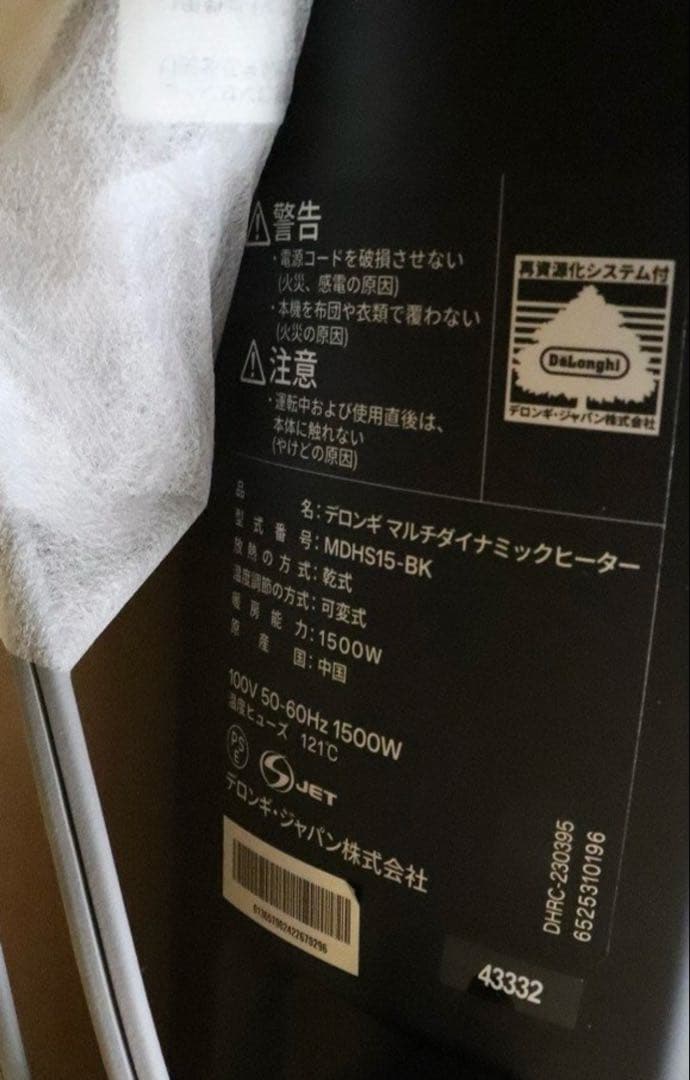 警告
・電源コードを破損させない
(火災、感電の原因)
・本機を布団や衣類で覆わない
(火災の原因)
注意
・運転中および使用直後は、
本体に触れない
(やけどの原因)
再資源化システム付
DeLonghi
デロンギ・ジャパン株式会社
品名:デロンギ マルチダイナミックヒーター
型式番号:MDHS15-BK
放熱の方式:乾式
温度調節の方式:可変式
暖房能力:1500W
原産国:中国
100V 50-60Hz 1500W
温度ヒューズ 121℃
PSE
S JET
デロンギ・ジャパン株式会社
DHRC-230395
6525310196
43332